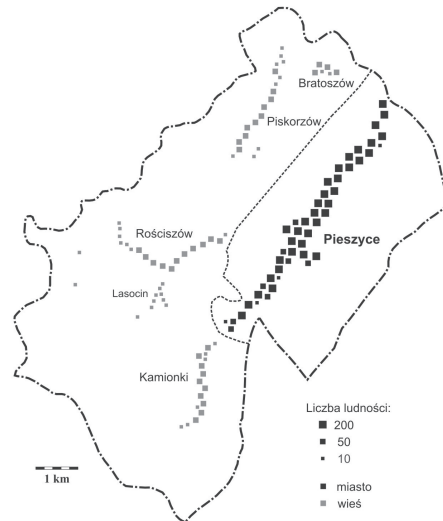 Bratoszów
Piskorzów
Rościszów
Pieszyce
Lasocin
Kamionki
Liczba ludności:
200
50
10
miasto
wieś
1 km